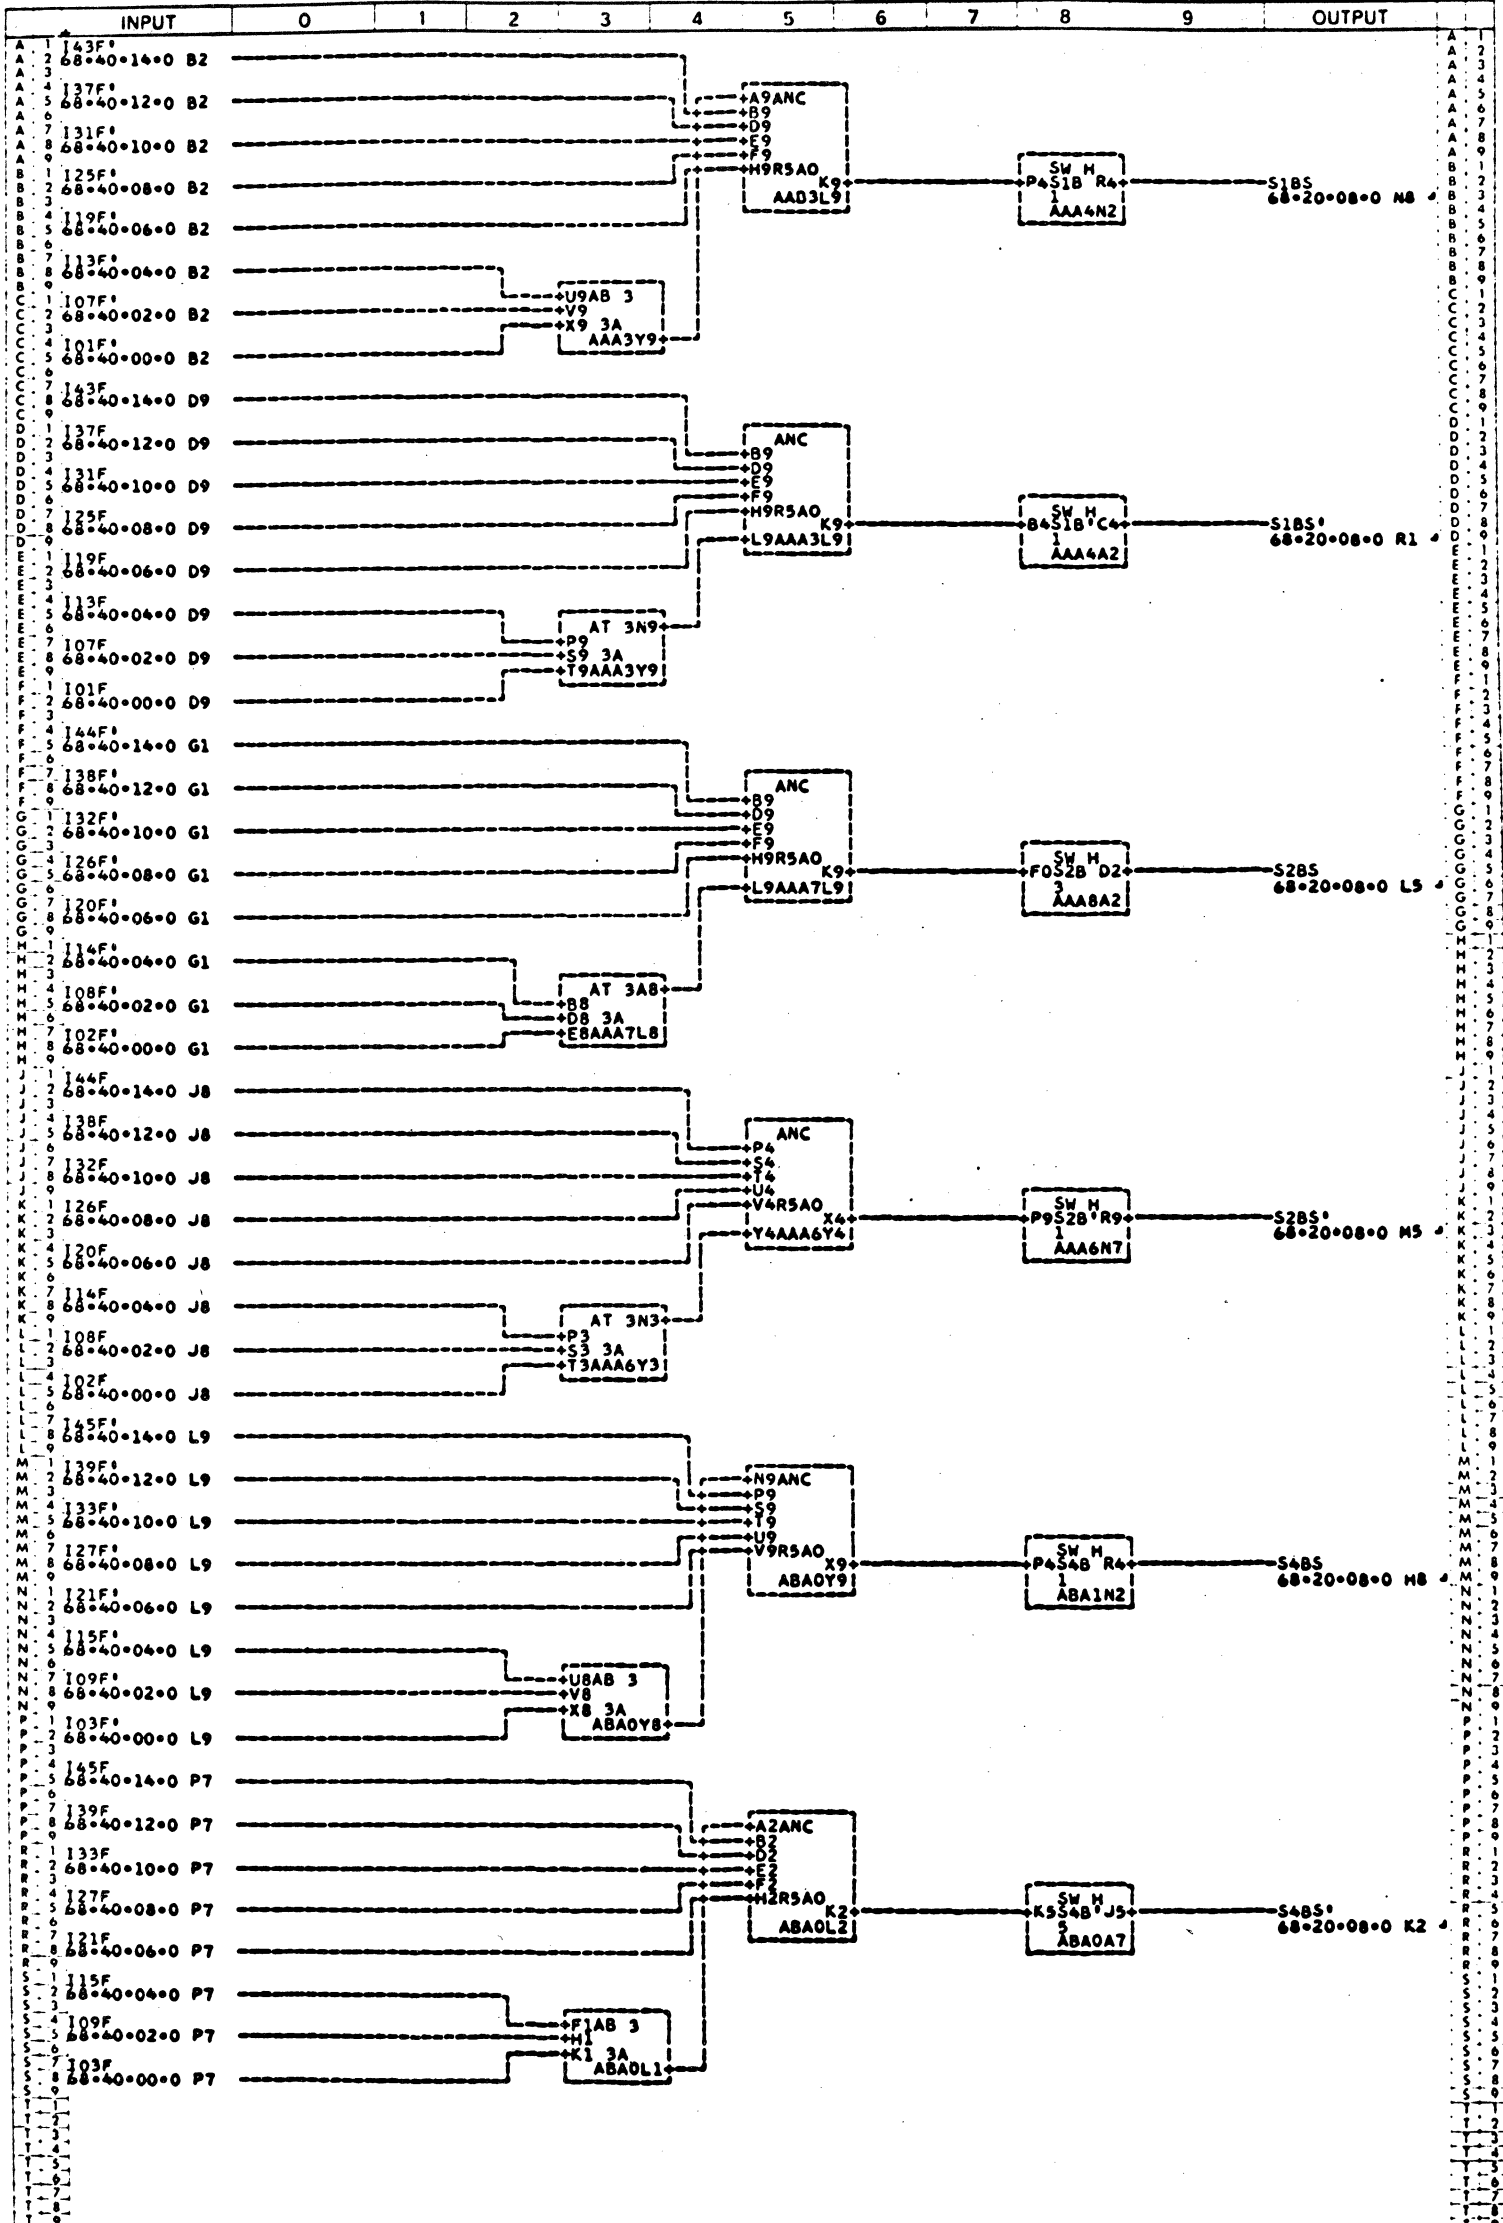 INPUT 0 1 2 3 4 5 6 7 8 9 OUTPUT
I43F'
68•40•14•0 B2
I37F'
68•40•12•0 B2
I31F'
68•40•10•0 B2
I25F'
68•40•08•0 B2
I19F'
68•40•06•0 B2
I13F'
68•40•04•0 B2
I07F'
68•40•02•0 B2
I01F'
68•40•00•0 B2
A9ANC
B9
D9
E9
F9
H9R5A0
K9
AAB3L9
U9AB 3
V9
X9 3A
AAA3Y9
SW H
P4S1B R4
1
AAA4N2
S1BS
68•20•08•0 N8
I43F
68•40•14•0 D9
I37F
68•40•12•0 D9
I31F
68•40•10•0 D9
I25F
68•40•08•0 D9
I19F
68•40•06•0 D9
I13F
68•40•04•0 D9
I07F
68•40•02•0 D9
I01F
68•40•00•0 D9
ANC
B9
D9
E9
F9
H9R5A0
K9
L9AAA3L9
AT 3N9
P9
S9 3A
T9AAA3Y9
SW H
B4S1B'C4
1
AAA4A2
S1BS'
68•20•08•0 R1
I44F'
68•40•14•0 G1
I38F'
68•40•12•0 G1
I32F'
68•40•10•0 G1
I26F'
68•40•08•0 G1
I20F'
68•40•06•0 G1
I14F'
68•40•04•0 G1
I08F'
68•40•02•0 G1
I02F'
68•40•00•0 G1
ANC
B9
D9
E9
F9
H9R5A0
K9
L9AAA7L9
AT 3A8
B8
D8 3A
E8AAA7L8
SW H
F0S2B D2
3
AAA8A2
S2BS
68•20•08•0 L5
I44F
68•40•14•0 J8
I38F
68•40•12•0 J8
I32F
68•40•10•0 J8
I26F
68•40•08•0 J8
I20F
68•40•06•0 J8
I14F
68•40•04•0 J8
I08F
68•40•02•0 J8
I02F
68•40•00•0 J8
ANC
P4
S4
T4
U4
V4R5A0
X4
Y4AAA6Y4
AT 3N3
P3
S3 3A
T3AAA6Y3
SW H
P9S2B'R9
1
AAA6N7
S2BS'
68•20•08•0 M5
I45F'
68•40•14•0 L9
I39F'
68•40•12•0 L9
I33F'
68•40•10•0 L9
I27F'
68•40•08•0 L9
I21F'
68•40•06•0 L9
I15F'
68•40•04•0 L9
I09F'
68•40•02•0 L9
I03F'
68•40•00•0 L9
N9ANC
P9
S9
T9
U9
V9R5A0
X9
ABA0Y9
U8AB 3
V8
X8 3A
ABA0Y8
SW H
P4S4B R4
1
ABA1N2
S4BS
68•20•08•0 H8
I45F
68•40•14•0 P7
I39F
68•40•12•0 P7
I33F
68•40•10•0 P7
I27F
68•40•08•0 P7
I21F
68•40•06•0 P7
I15F
68•40•04•0 P7
I09F
68•40•02•0 P7
I03F
68•40•00•0 P7
A2ANC
B2
D2
E2
F2
H2R5A0
K2
ABA0L2
F1AB 3
H1
K1 3A
ABA0L1
SW H
K5S4B'J5
5
ABA0A7
S4BS'
68•20•08•0 K2